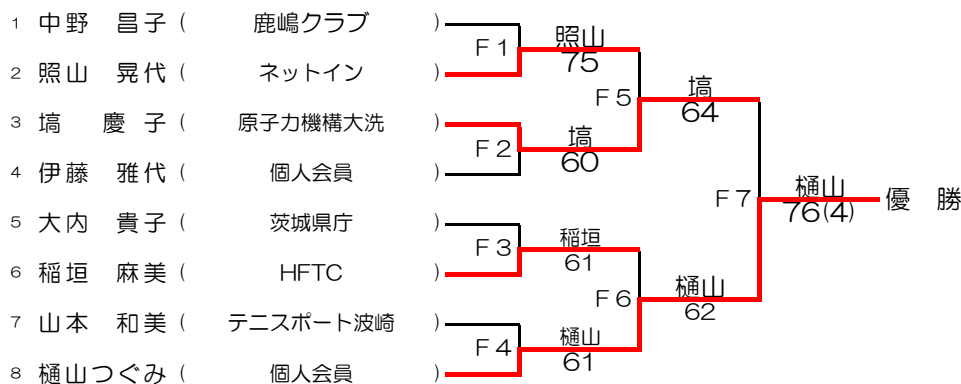 1 中野 昌子 ( 鹿嶋クラブ )
F1 照山
75
2 照山 晃代 ( ネットイン )
F5 塙
64
3 塙 慶子 ( 原子力機構大洗 )
F2 塙
60
4 伊藤 雅代 ( 個人会員 )
F7 樋山 優勝
76(4)
5 大内 貴子 ( 茨城県庁 )
F3 稲垣
61
6 稲垣 麻美 ( HFTC )
F6 樋山
62
7 山本 和美 ( テニスポート波崎 )
F4 樋山
61
8 樋山つぐみ ( 個人会員 )